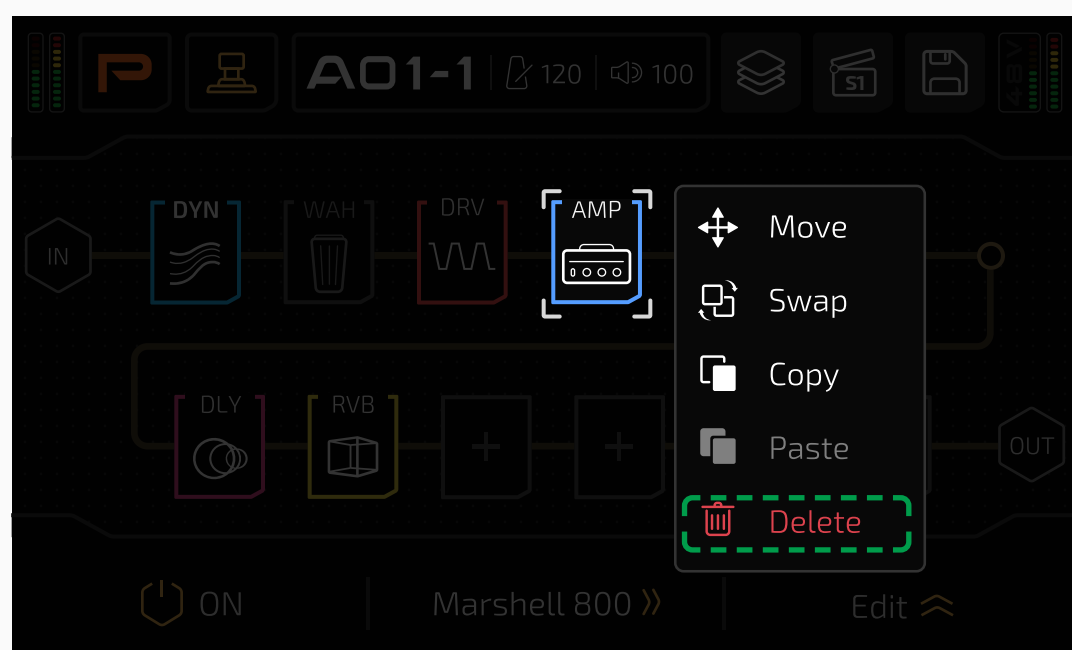 A01-1 120 100 S1 48V
DYN WAH DRV AMP
IN
Move
Swap
Copy
Paste
Delete
DLY RVB + +
OUT
ON Marshell 800 Edit